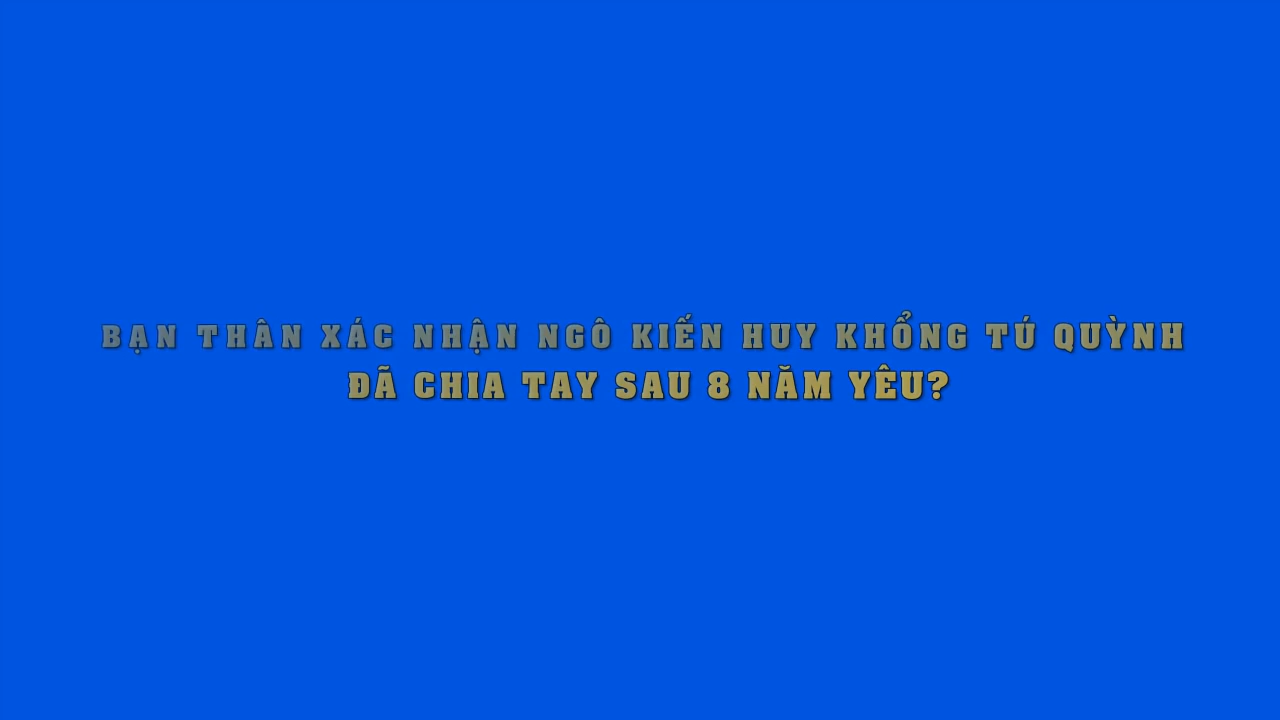 BẠN THÂN XÁC NHẬN NGÔ KIẾN HUY KHỔNG TÚ QUỲNH
ĐÃ CHIA TAY SAU 8 NĂM YÊU?